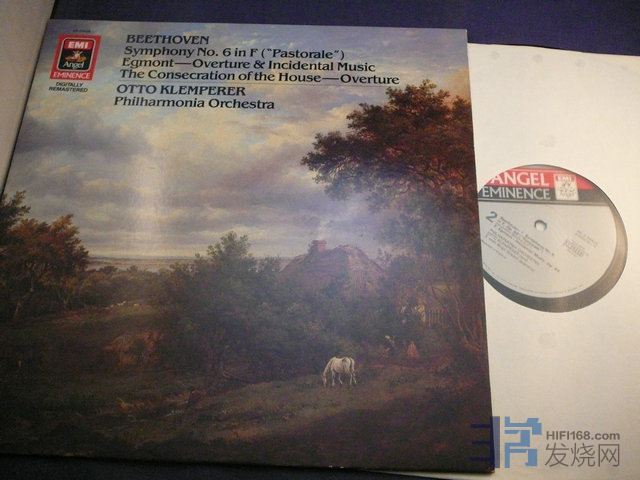 BEETHOVEN
Symphony No. 6 in F ("Pastorale")
Egmont—Overture & Incidental Music
The Consecration of the House—Overture
OTTO KLEMPERER
Philharmonia Orchestra
EMI
Angel
EMINENCE
DIGITALLY
REMASTERED
ANGEL
EMI
EMINENCE
2
HIFI168.com
发烧网